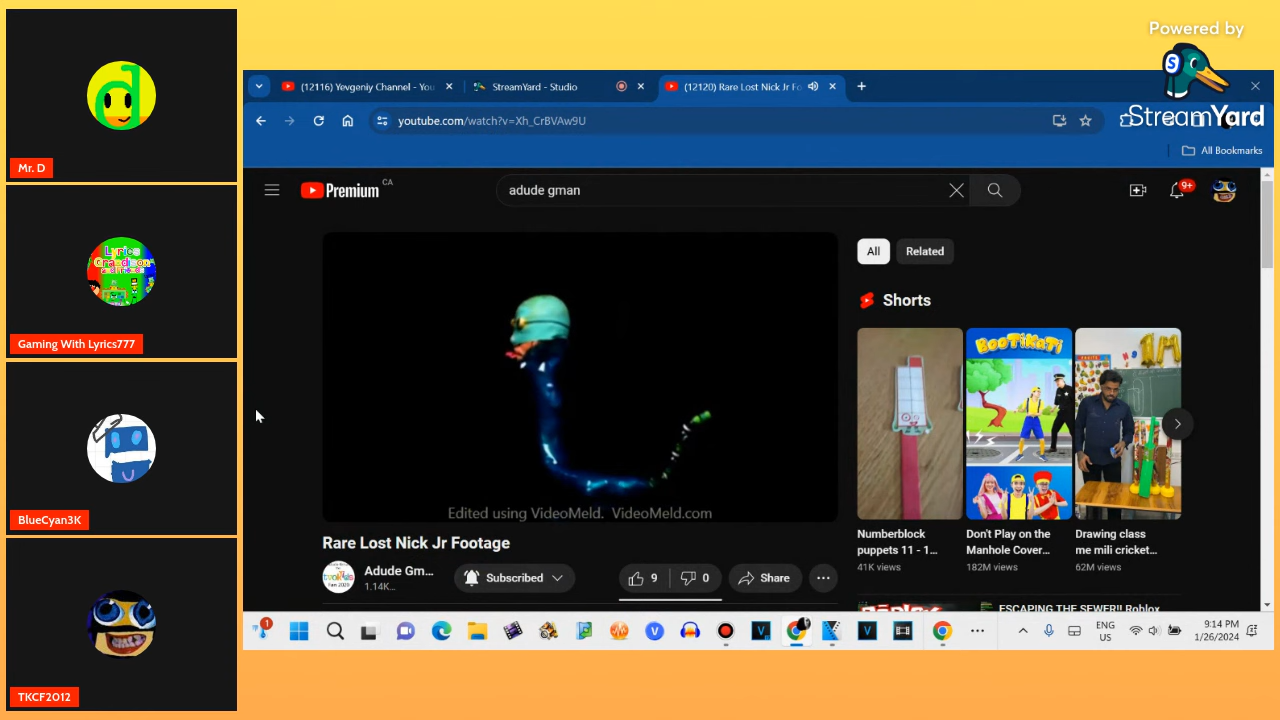 Powered by
StreamYard
Mr. D
Lyrics
Gaming With Lyrics777
BlueCyan3K
TKCF2012
(12116) Yevgeniy Channel - You
StreamYard - Studio
(12120) Rare Lost Nick Jr Fo
youtube.com/watch?v=Xh_CrBVAw9U
All Bookmarks
Premium CA
adude gman
9+
All
Related
Shorts
BOOTIKATI
Edited using VideoMeld. VideoMeld.com
Rare Lost Nick Jr Footage
Adude Gm...
1.14K...
Subscribed
9
0
Share
Numberblock
puppets 11 - 1...
41K views
Don't Play on the
Manhole Cover...
182M views
Drawing class
me mili cricket...
62M views
ESCAPING THE SEWER!! Roblox
1
ENG
US
9:14 PM
1/26/2024